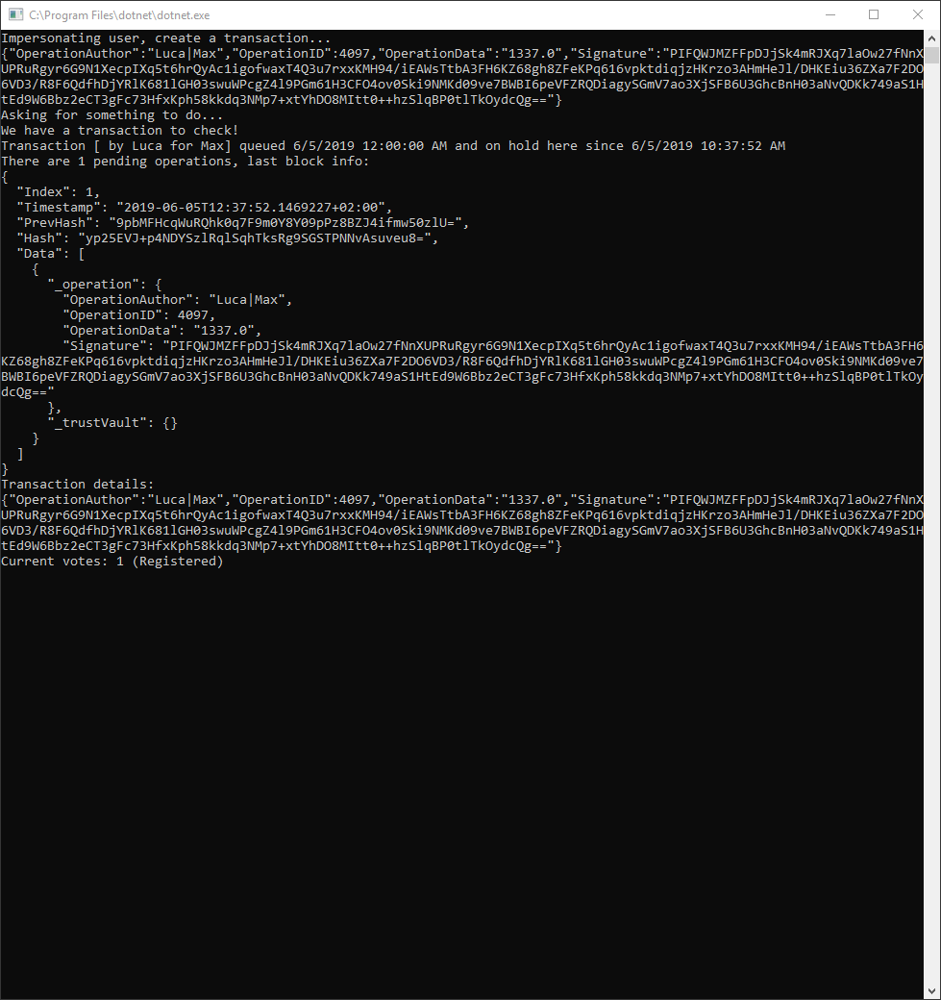 C:\Program Files\dotnet\dotnet.exe
Impersonating user, create a transaction...
{"OperationAuthor":"Luca|Max","OperationID":4097,"OperationData":"1337.0","Signature":"PIFQWJMZFFpDJjSk4mRJXq7laOw27fNnX
UPRuRgyr6G9N1XecpIXq5t6hrQyAc1igofwaxT4Q3u7rxxKMH94/iEAWsTtbA3FH6KZ68gh8ZFeKPq616vpktdiqjzHKrzo3AHmHeJl/DHKEiu36ZXa7F2DO
6VD3/R8F6QdfhDjYRlK681lGH03swuWPcgZ4l9PGm61H3CFO4ov0Ski9NMKd09ve7BWBI6peVFZRQDiagySGmV7ao3XjSFB6U3GhcBnH03aNvQDKk749aS1H
tEd9W6Bbz2eCT3gFc73HfxKph58kkdq3NMp7+xtYhDO8MItt0++hzSlqBP0tlTkOydcQg=="}
Asking for something to do...
We have a transaction to check!
Transaction [ by Luca for Max] queued 6/5/2019 12:00:00 AM and on hold here since 6/5/2019 10:37:52 AM
There are 1 pending operations, last block info:
{
"Index": 1,
"Timestamp": "2019-06-05T12:37:52.1469227+02:00",
"PrevHash": "9pbMFHcqWuRQhk0q7F9m0Y8Y09pPz8BZJ4ifmw50zlU=",
"Hash": "yp25EVJ+p4NDYSzlRqlSqhTksRg9SGSTPNNvAsuveu8=",
"Data": [
{
"_operation": {
"OperationAuthor": "Luca|Max",
"OperationID": 4097,
"OperationData": "1337.0",
"Signature": "PIFQWJMZFFpDJjSk4mRJXq7laOw27fNnXUPRuRgyr6G9N1XecpIXq5t6hrQyAc1igofwaxT4Q3u7rxxKMH94/iEAWsTtbA3FH6
KZ68gh8ZFeKPq616vpktdiqjzHKrzo3AHmHeJl/DHKEiu36ZXa7F2DO6VD3/R8F6QdfhDjYRlK681lGH03swuWPcgZ4l9PGm61H3CFO4ov0Ski9NMKd09ve7
BWBI6peVFZRQDiagySGmV7ao3XjSFB6U3GhcBnH03aNvQDKk749aS1HtEd9W6Bbz2eCT3gFc73HfxKph58kkdq3NMp7+xtYhDO8MItt0++hzSlqBP0tlTkOy
dcQg=="
},
"_trustVault": {}
}
]
}
Transaction details:
{"OperationAuthor":"Luca|Max","OperationID":4097,"OperationData":"1337.0","Signature":"PIFQWJMZFFpDJjSk4mRJXq7laOw27fNnX
UPRuRgyr6G9N1XecpIXq5t6hrQyAc1igofwaxT4Q3u7rxxKMH94/iEAWsTtbA3FH6KZ68gh8ZFeKPq616vpktdiqjzHKrzo3AHmHeJl/DHKEiu36ZXa7F2DO
6VD3/R8F6QdfhDjYRlK681lGH03swuWPcgZ4l9PGm61H3CFO4ov0Ski9NMKd09ve7BWBI6peVFZRQDiagySGmV7ao3XjSFB6U3GhcBnH03aNvQDKk749aS1H
tEd9W6Bbz2eCT3gFc73HfxKph58kkdq3NMp7+xtYhDO8MItt0++hzSlqBP0tlTkOydcQg=="}
Current votes: 1 (Registered)